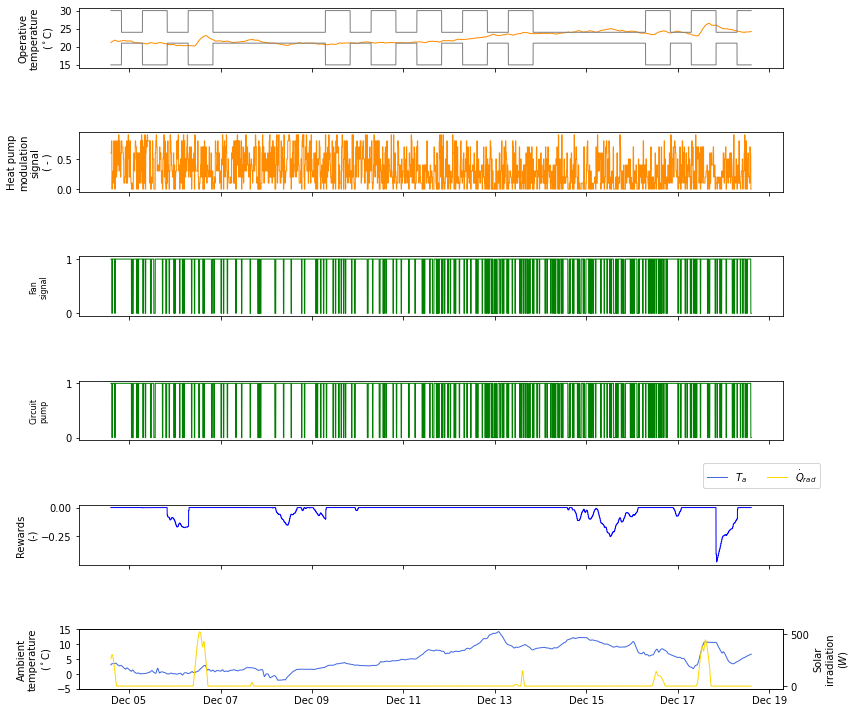 Operative
temperature
(°C)
30
25
20
15
Heat pump
modulation
signal
( - )
0.5
0.0
Fan
signal
1
0
Circuit
pump
1
0
Tₐ
Q̇_rad
Rewards
(-)
0.00
−0.25
Ambient
temperature
(°C)
15
10
5
0
−5
500
0
Solar
irradiation
(W)
Dec 05 Dec 07 Dec 09 Dec 11 Dec 13 Dec 15 Dec 17 Dec 19